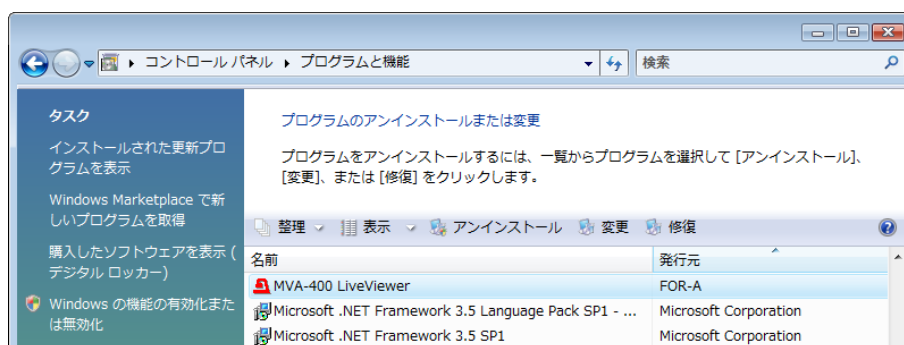 コントロール パネル ▸ プログラムと機能
検索
タスク
インストールされた更新プロ
グラムを表示
Windows Marketplace で新
しいプログラムを取得
購入したソフトウェアを表示 (
デジタル ロッカー)
Windows の機能の有効化また
は無効化
プログラムのアンインストールまたは変更
プログラムをアンインストールするには、一覧からプログラムを選択して [アンインストール]、
[変更]、または [修復] をクリックします。
整理 表示 アンインストール 変更 修復
名前 発行元
MVA-400 LiveViewer FOR-A
Microsoft .NET Framework 3.5 Language Pack SP1 - ... Microsoft Corporation
Microsoft .NET Framework 3.5 SP1 Microsoft Corporation